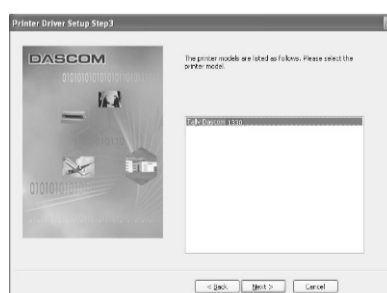 Printer Driver Setup Step3
DASCOM
The printer models are listed as follows. Please select the
printer model.
Tally Dascom 1330
< Back
Next >
Cancel